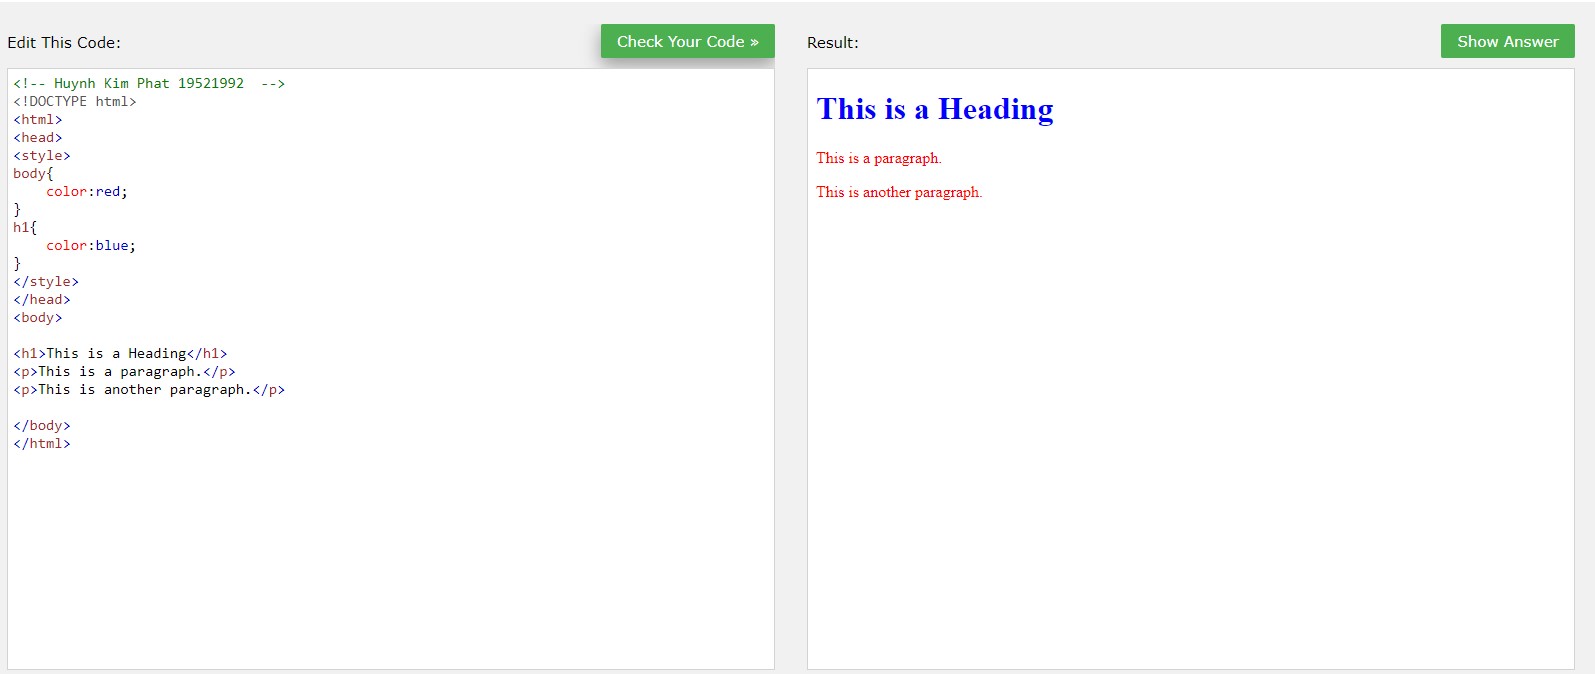 Edit This Code:
Check Your Code »
<!-- Huynh Kim Phat 19521992  -->
<!DOCTYPE html>
<html>
<head>
<style>
body{
    color:red;
}
h1{
    color:blue;
}
</style>
</head>
<body>
<h1>This is a Heading</h1>
<p>This is a paragraph.</p>
<p>This is another paragraph.</p>
</body>
</html>
Result:
Show Answer
This is a Heading
This is a paragraph.
This is another paragraph.